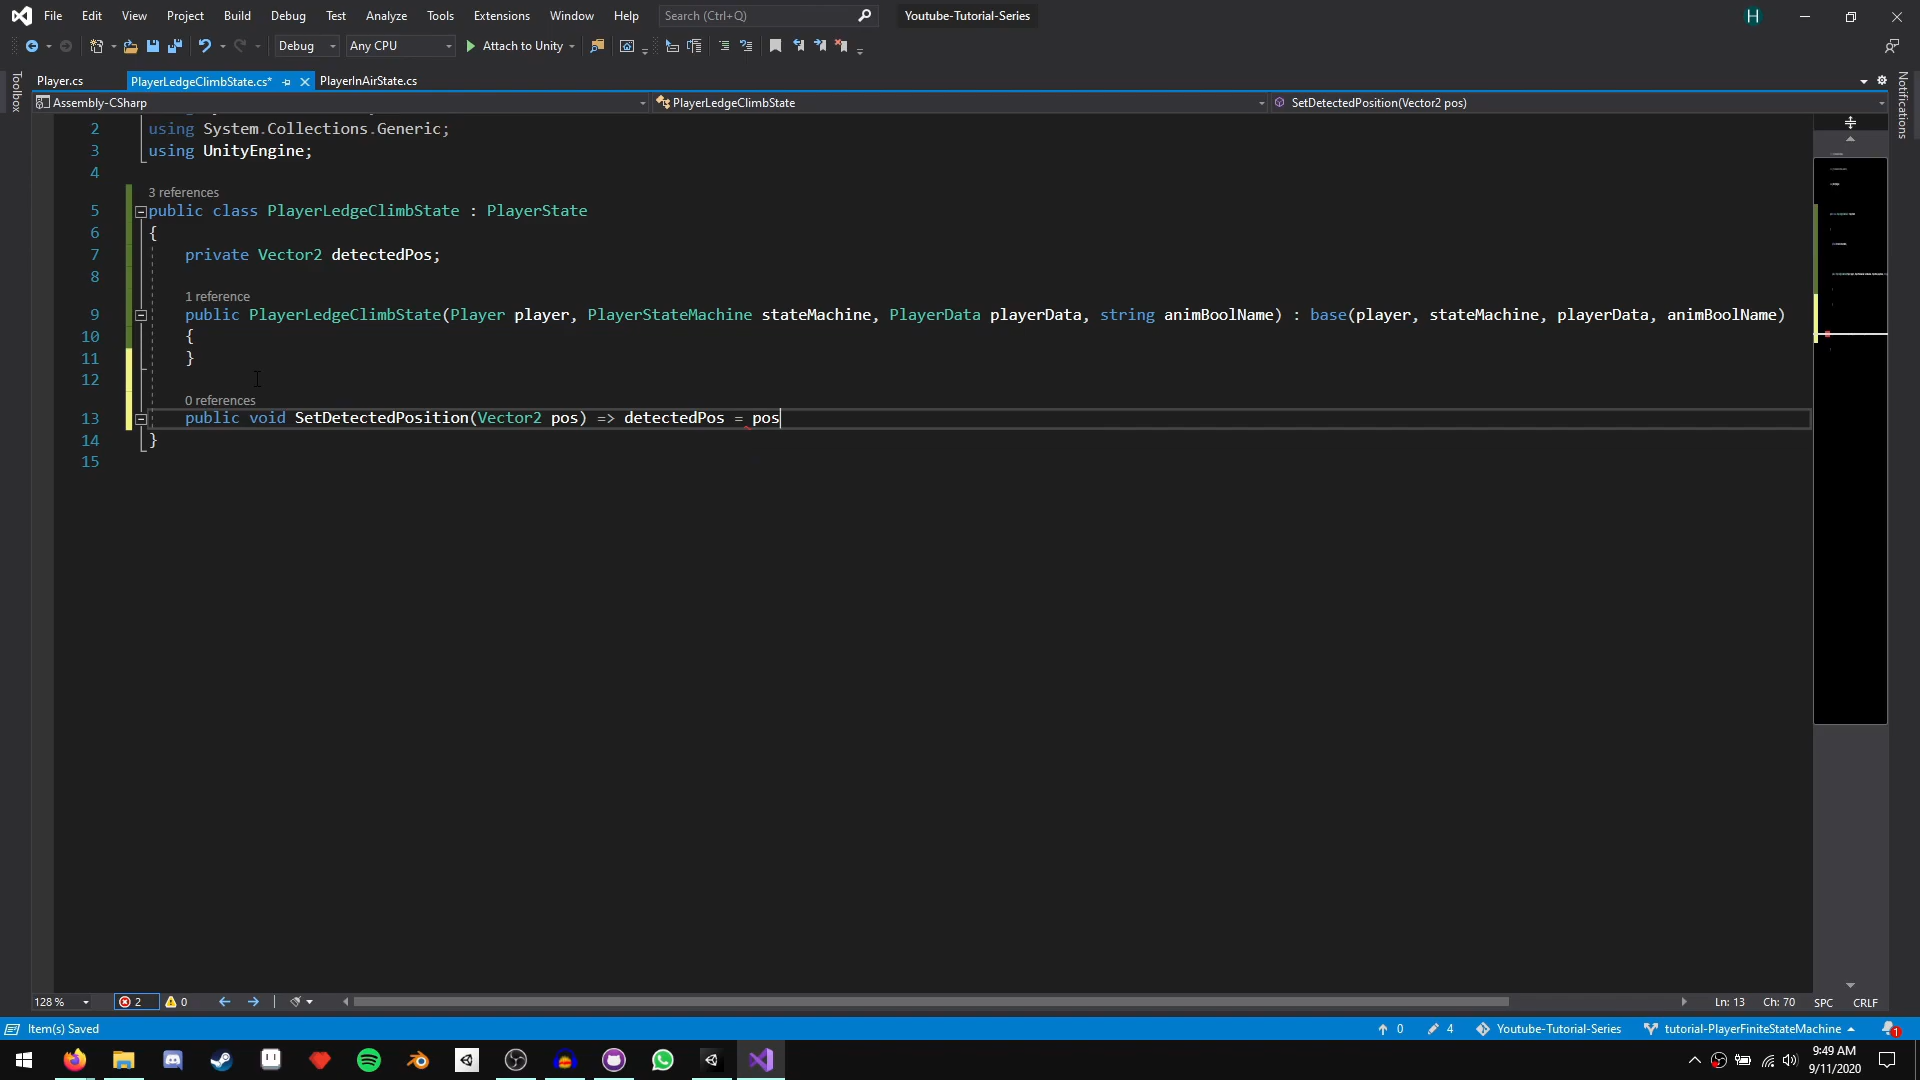 File Edit View Project Build Debug Test Analyze Tools Extensions Window Help Search (Ctrl+Q) Youtube-Tutorial-Series H
Debug Any CPU Attach to Unity
Player.cs PlayerLedgeClimbState.cs* PlayerInAirState.cs
Assembly-CSharp PlayerLedgeClimbState SetDetectedPosition(Vector2 pos)
Toolbox
Notifications
2 using System.Collections.Generic;
3 using UnityEngine;
4
3 references
5 public class PlayerLedgeClimbState : PlayerState
6 {
7 private Vector2 detectedPos;
8
1 reference
9 public PlayerLedgeClimbState(Player player, PlayerStateMachine stateMachine, PlayerData playerData, string animBoolName) : base(player, stateMachine, playerData, animBoolName)
10 {
11 }
12
0 references
13 public void SetDetectedPosition(Vector2 pos) => detectedPos = pos
14 }
15
128 % 2 0 Ln: 13 Ch: 70 SPC CRLF
Item(s) Saved 0 4 Youtube-Tutorial-Series tutorial-PlayerFiniteStateMachine 1
9:49 AM
9/11/2020